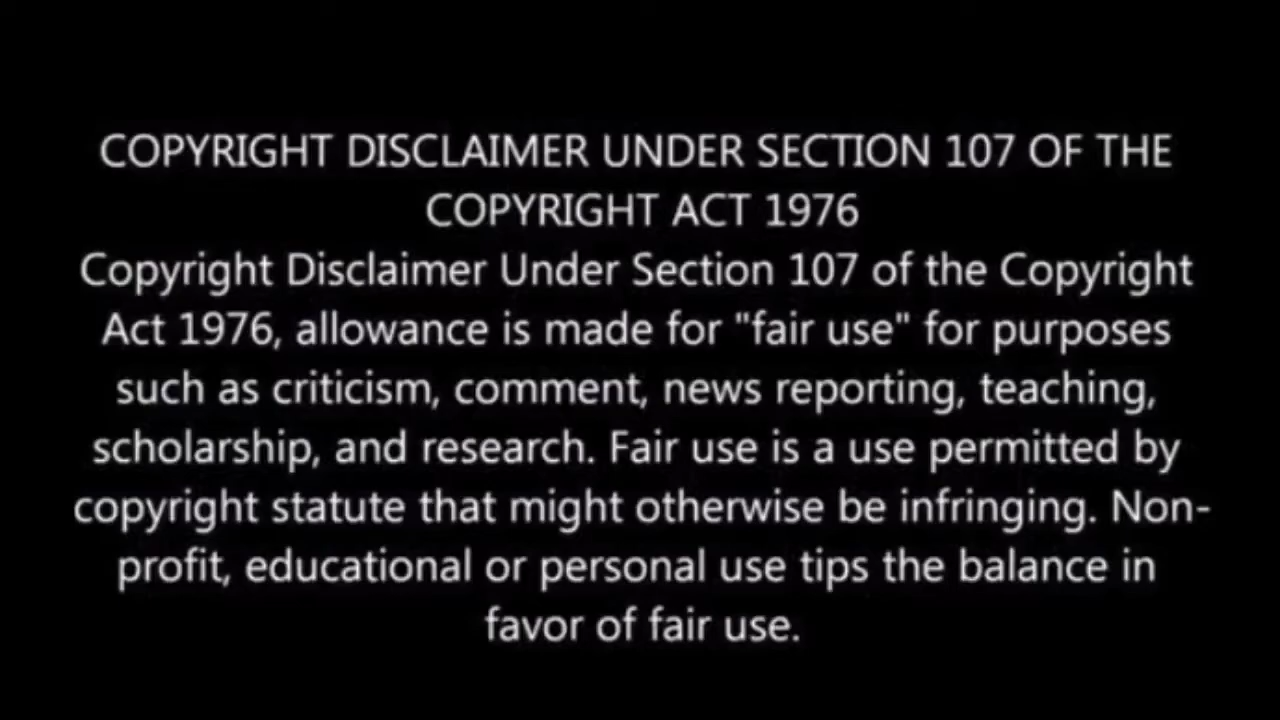 COPYRIGHT DISCLAIMER UNDER SECTION 107 OF THE
COPYRIGHT ACT 1976
Copyright Disclaimer Under Section 107 of the Copyright
Act 1976, allowance is made for "fair use" for purposes
such as criticism, comment, news reporting, teaching,
scholarship, and research. Fair use is a use permitted by
copyright statute that might otherwise be infringing. Non-
profit, educational or personal use tips the balance in
favor of fair use.